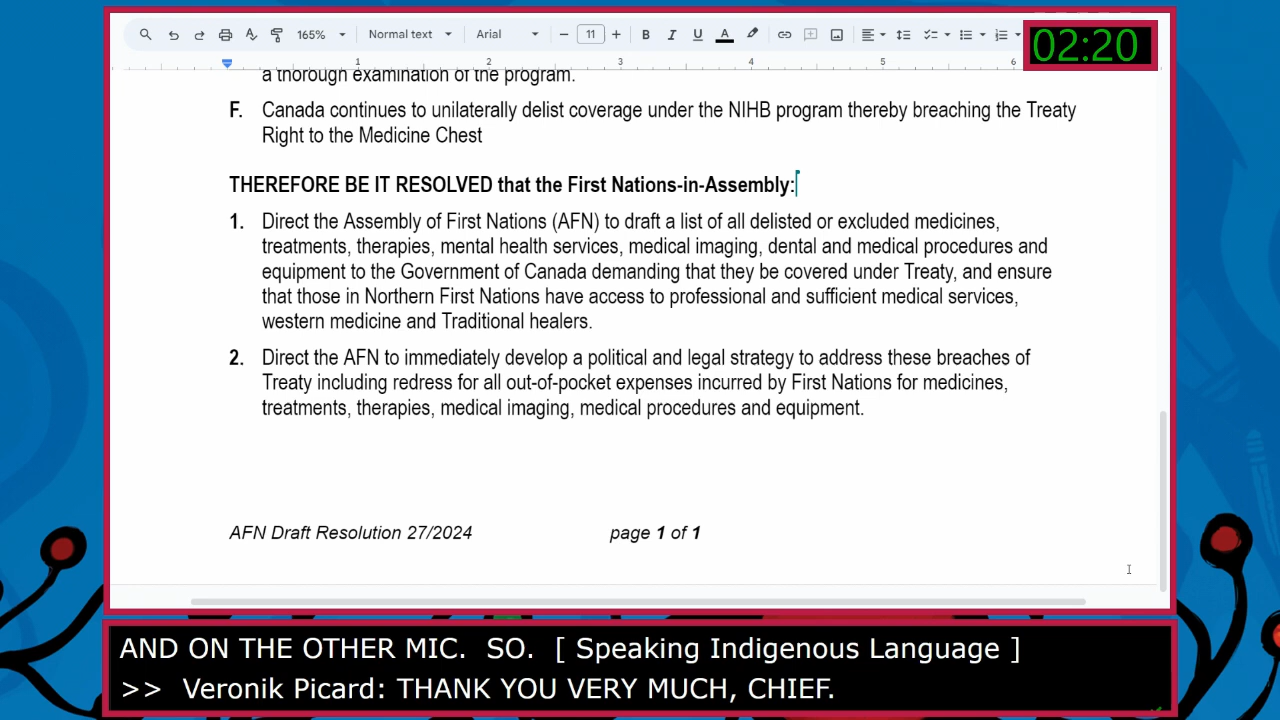 165% Normal text Arial 11 B I U A
02:20
1 2 3 4 5 6
a thorough examination of the program.
F. Canada continues to unilaterally delist coverage under the NIHB program thereby breaching the Treaty
Right to the Medicine Chest
THEREFORE BE IT RESOLVED that the First Nations-in-Assembly:
1. Direct the Assembly of First Nations (AFN) to draft a list of all delisted or excluded medicines,
treatments, therapies, mental health services, medical imaging, dental and medical procedures and
equipment to the Government of Canada demanding that they be covered under Treaty, and ensure
that those in Northern First Nations have access to professional and sufficient medical services,
western medicine and Traditional healers.
2. Direct the AFN to immediately develop a political and legal strategy to address these breaches of
Treaty including redress for all out-of-pocket expenses incurred by First Nations for medicines,
treatments, therapies, medical imaging, medical procedures and equipment.
AFN Draft Resolution 27/2024 page 1 of 1
AND ON THE OTHER MIC. SO. [ Speaking Indigenous Language ]
>> Veronik Picard: THANK YOU VERY MUCH, CHIEF.